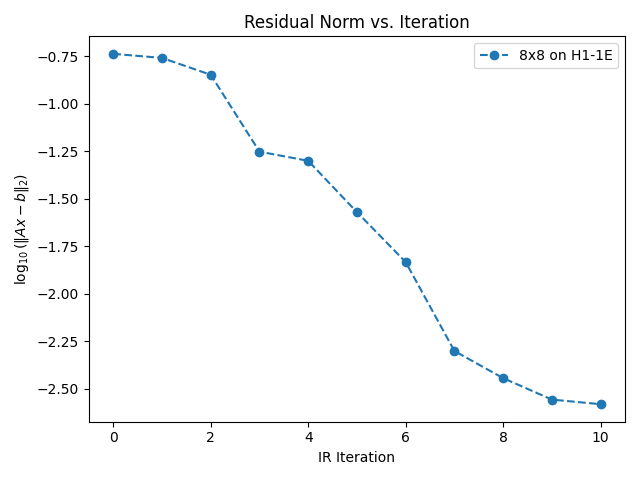 Residual Norm vs. Iteration
8x8 on H1-1E
−0.75
−1.00
−1.25
−1.50
−1.75
−2.00
−2.25
−2.50
log₁₀(‖Ax − b‖₂)
0 2 4 6 8 10
IR Iteration